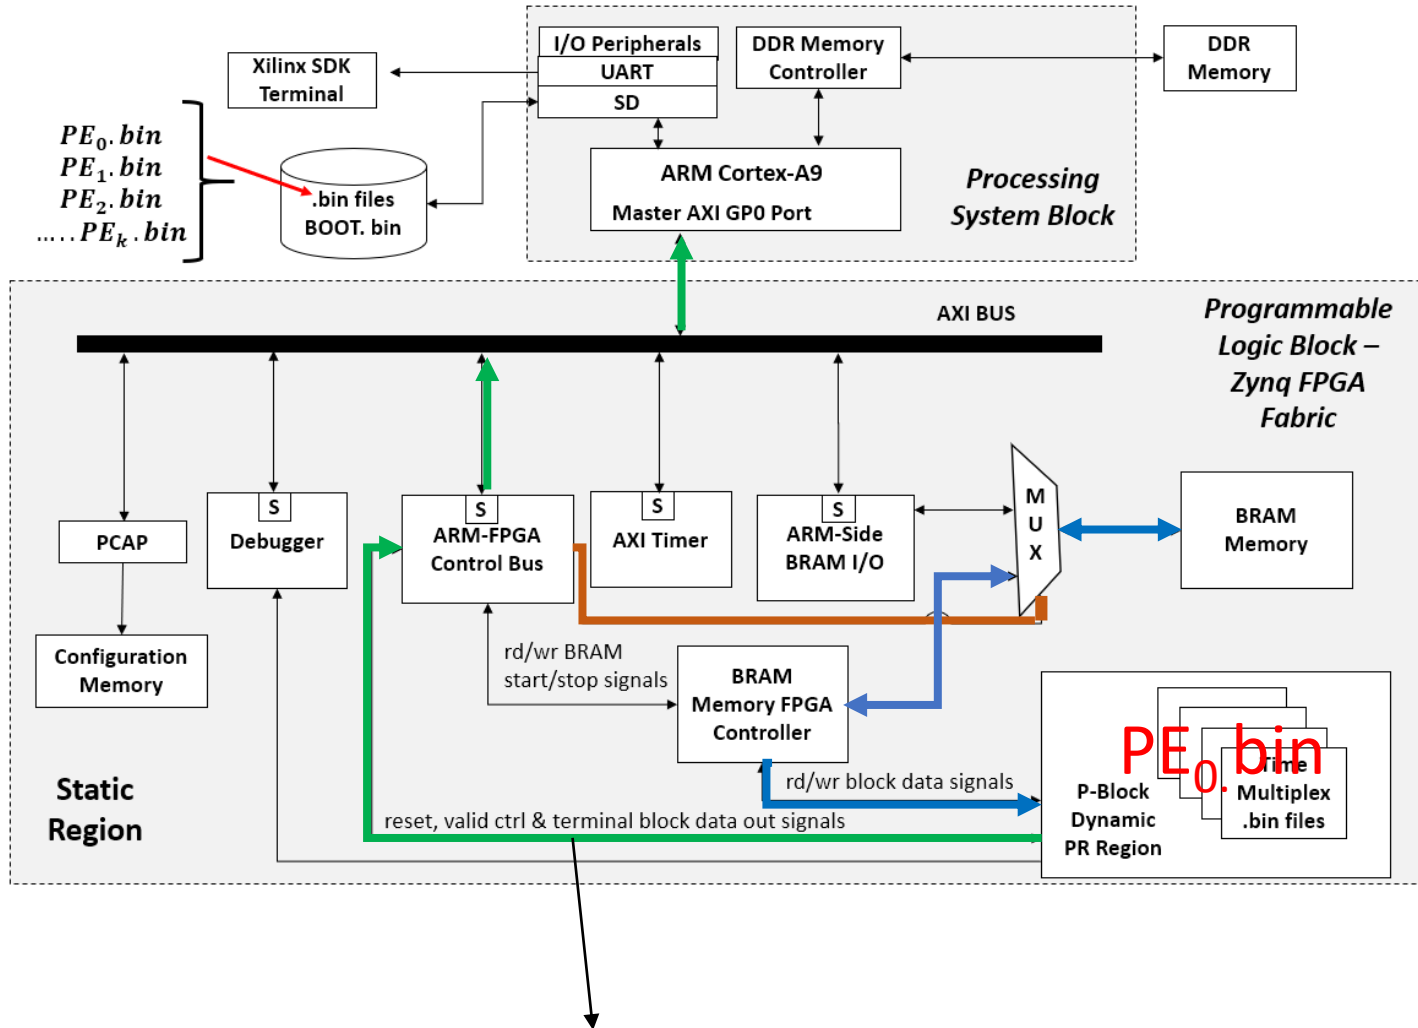 I/O Peripherals
UART
SD
DDR Memory
Controller
DDR
Memory
Xilinx SDK
Terminal
PE0.bin
PE1.bin
PE2.bin
.....PEk.bin
.bin files
BOOT. bin
ARM Cortex-A9
Master AXI GP0 Port
Processing
System Block
AXI BUS
Programmable
Logic Block –
Zynq FPGA
Fabric
PCAP
S
Debugger
S
ARM-FPGA
Control Bus
S
AXI Timer
S
ARM-Side
BRAM I/O
M
U
X
BRAM
Memory
Configuration
Memory
rd/wr BRAM
start/stop signals
BRAM
Memory FPGA
Controller
rd/wr block data signals
reset, valid ctrl & terminal block data out signals
Static
Region
PE0.bin
P-Block
Dynamic
PR Region
Time
Multiplex
.bin files